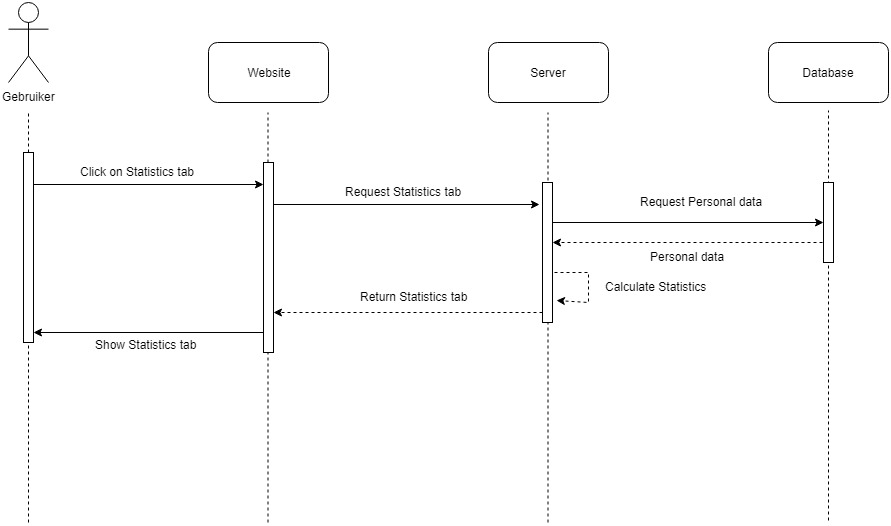 Gebruiker
Website
Server
Database
Click on Statistics tab
Request Statistics tab
Request Personal data
Personal data
Calculate Statistics
Return Statistics tab
Show Statistics tab